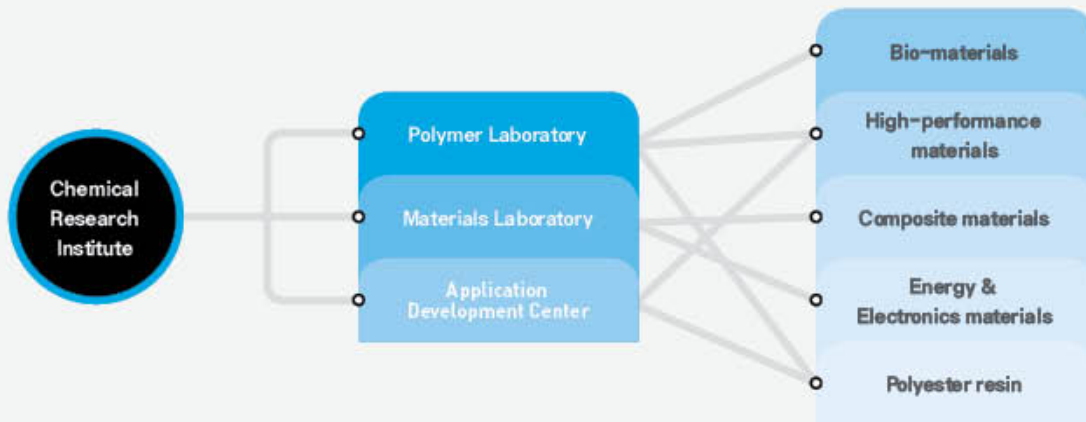 Chemical
Research
Institute
Polymer Laboratory
Materials Laboratory
Application
Development Center
Bio-materials
High-performance
materials
Composite materials
Energy &
Electronics materials
Polyester resin